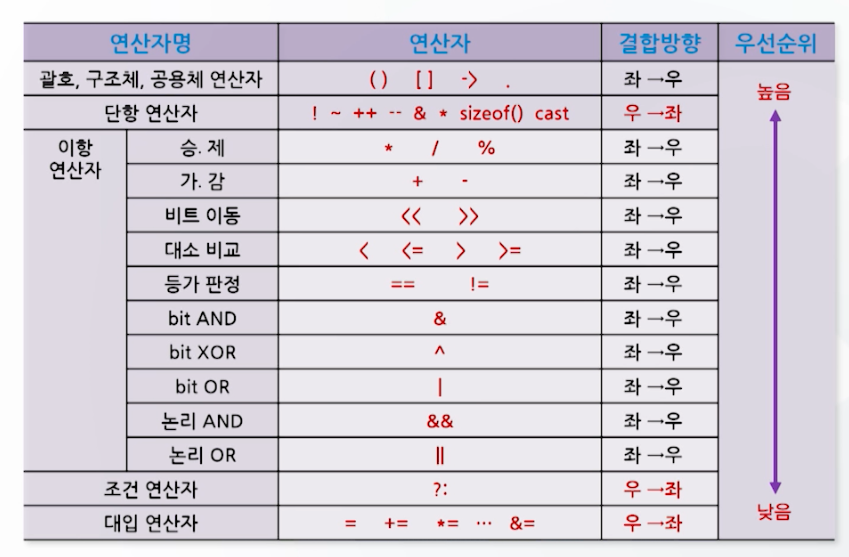 연산자명 연산자 결합방향 우선순위
괄호, 구조체, 공용체 연산자 ( ) [ ] -> . 좌 →우
높음
단항 연산자 ! ~ ++ -- & * sizeof() cast 우 →좌
이항 연산자 승. 제 * / % 좌 →우
가. 감 + - 좌 →우
비트 이동 << >> 좌 →우
대소 비교 < <= > >= 좌 →우
등가 판정 == != 좌 →우
bit AND & 좌 →우
bit XOR ^ 좌 →우
bit OR | 좌 →우
논리 AND && 좌 →우
논리 OR || 좌 →우
조건 연산자 ?: 우 →좌
낮음
대입 연산자 = += *= ··· &= 우 →좌